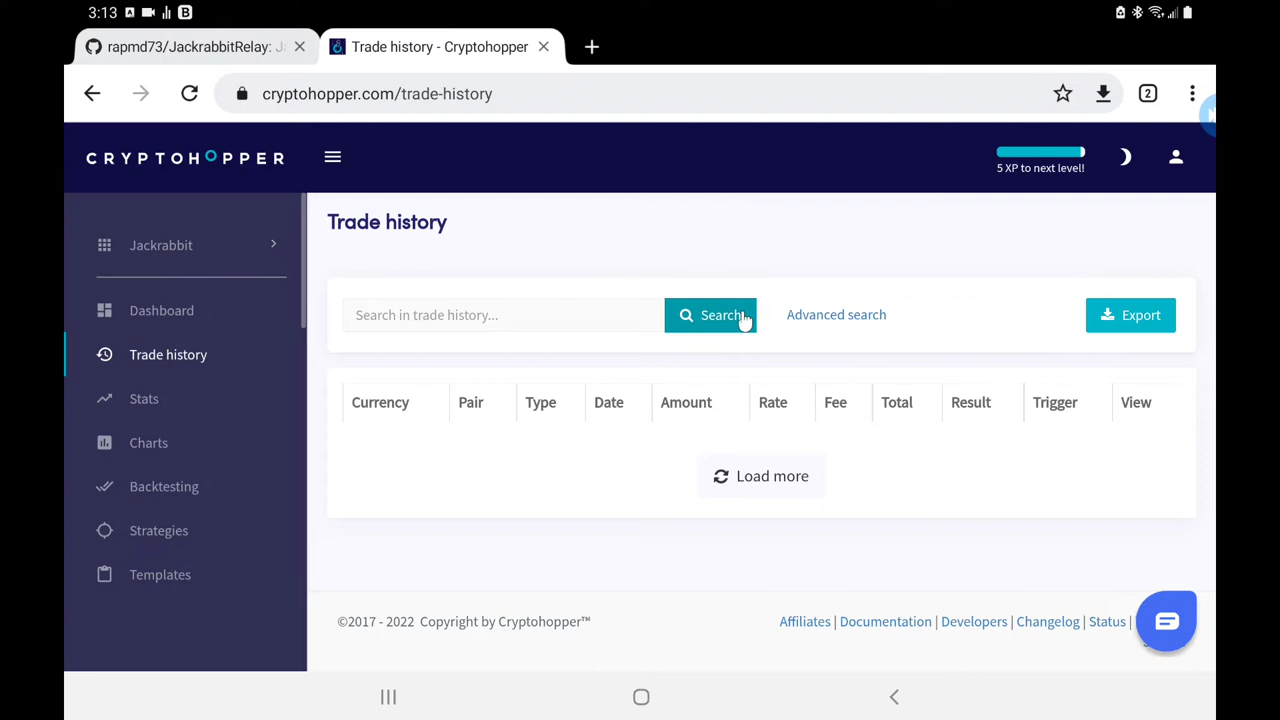 3:13
rapmd73/JackrabbitRelay: J
Trade history - Cryptohopper
cryptohopper.com/trade-history
2
CRYPTOHOPPER
5 XP to next level!
Jackrabbit
Dashboard
Trade history
Stats
Charts
Backtesting
Strategies
Templates
Trade history
Search in trade history...
Search
Advanced search
Export
Currency Pair Type Date Amount Rate Fee Total Result Trigger View
Load more
©2017 - 2022 Copyright by Cryptohopper™
Affiliates | Documentation | Developers | Changelog | Status |